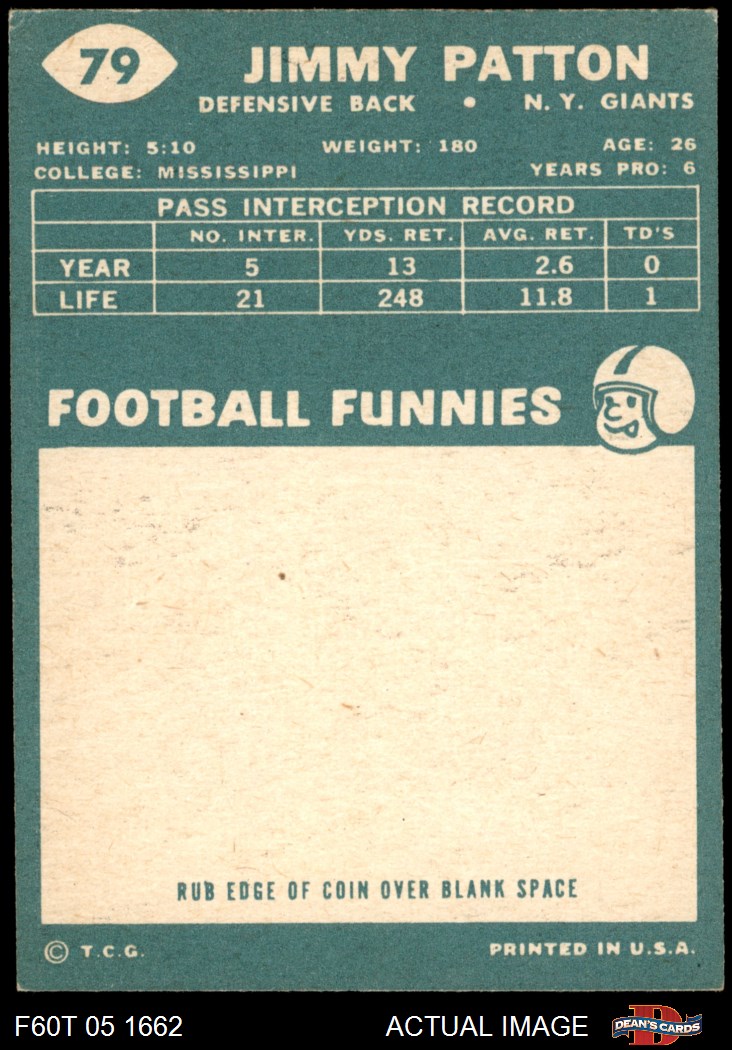 79
JIMMY PATTON
DEFENSIVE BACK • N. Y. GIANTS
HEIGHT: 5:10 WEIGHT: 180 AGE: 26
COLLEGE: MISSISSIPPI YEARS PRO: 6
PASS INTERCEPTION RECORD
NO. INTER. YDS. RET. AVG. RET. TD'S
YEAR 5 13 2.6 0
LIFE 21 248 11.8 1
FOOTBALL FUNNIES
RUB EDGE OF COIN OVER BLANK SPACE
© T.C.G. PRINTED IN U.S.A.
F60T 05 1662 ACTUAL IMAGE D DEAN'S CARDS